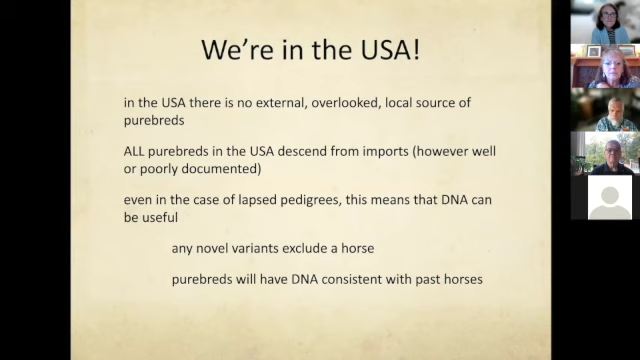 We're in the USA!
in the USA there is no external, overlooked, local source of
purebreds
ALL purebreds in the USA descend from imports (however well
or poorly documented)
even in the case of lapsed pedigrees, this means that DNA can
be useful
any novel variants exclude a horse
purebreds will have DNA consistent with past horses